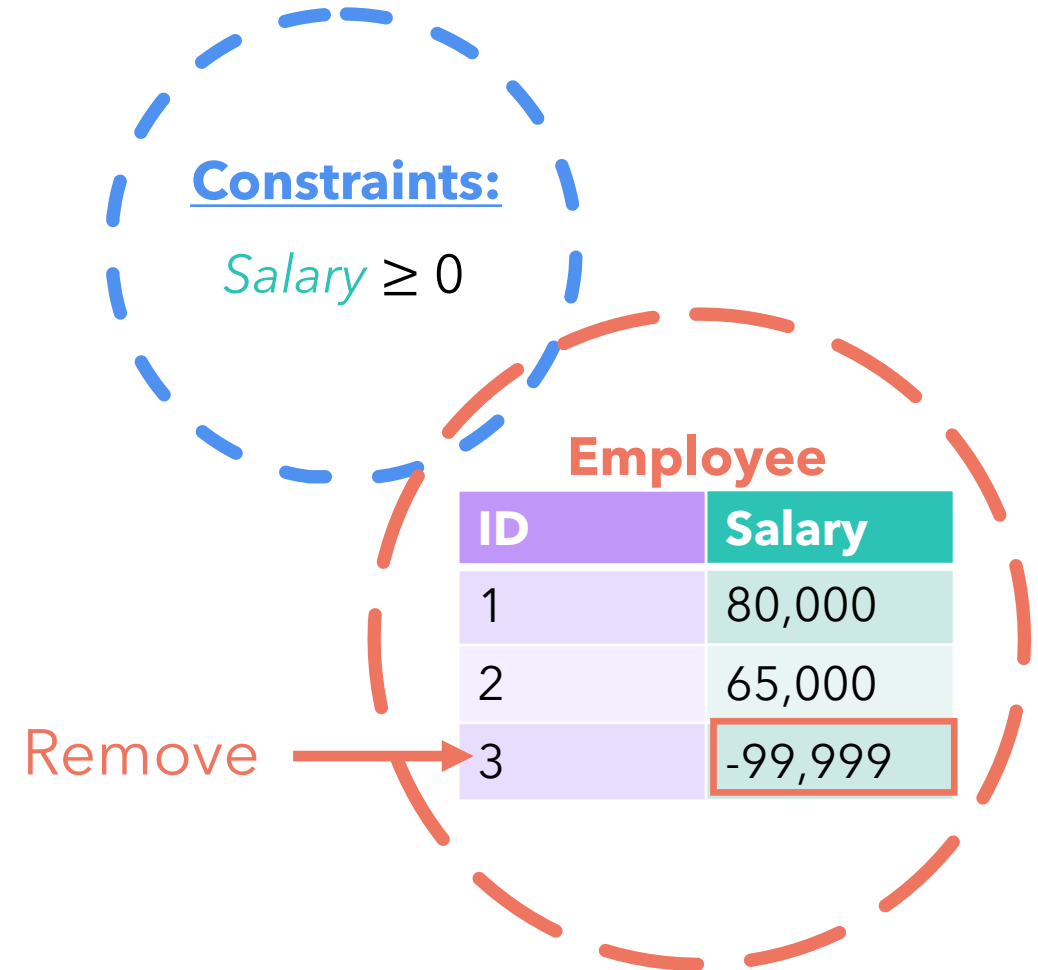 Constraints:
Salary ≥ 0
Employee
ID Salary
1 80,000
2 65,000
Remove 3 -99,999